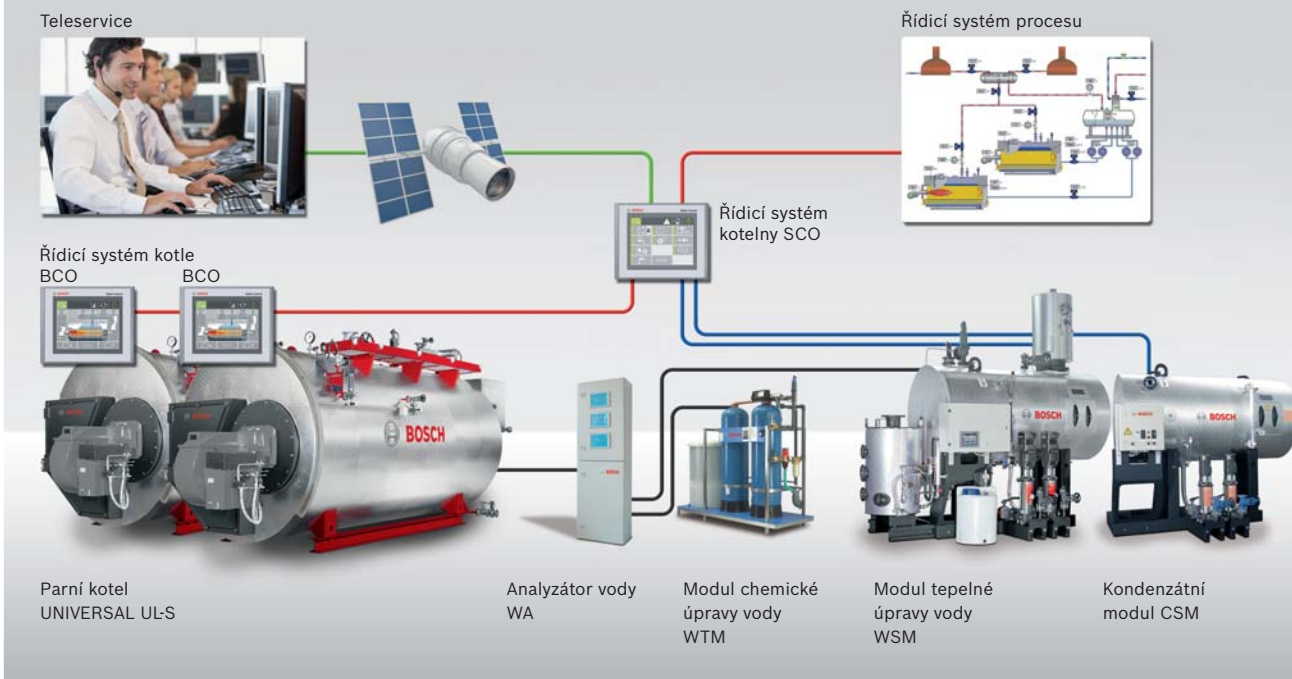 Teleservice
Řídicí systém procesu
Řídicí systém
kotelny SCO
Řídicí systém kotle
BCO
BCO
BOSCH
BOSCH
BOSCH
Parní kotel
UNIVERSAL UL-S
Analyzátor vody
WA
Modul chemické
úpravy vody
WTM
Modul tepelné
úpravy vody
WSM
Kondenzátní
modul CSM